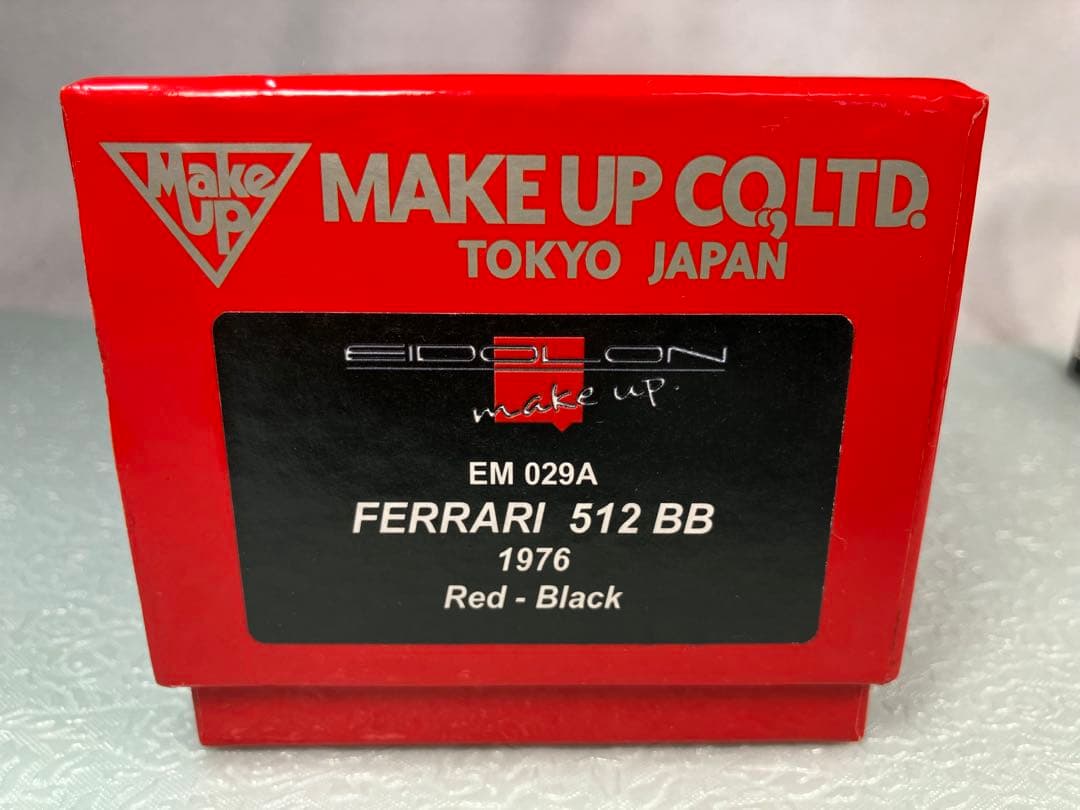 Make
up
MAKE UP CO.,LTD.
TOKYO JAPAN
EIDOLON
make up.
EM 029A
FERRARI 512 BB
1976
Red - Black